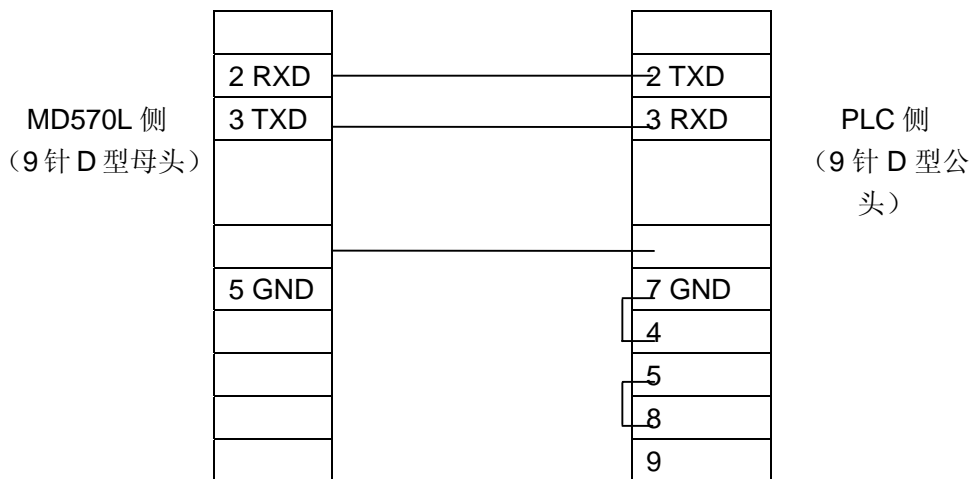 2 RXD
2 TXD
3 TXD
3 RXD
MD570L 侧
(9 针 D 型母头)
PLC 侧
(9 针 D 型公
头)
5 GND
7 GND
4
5
8
9